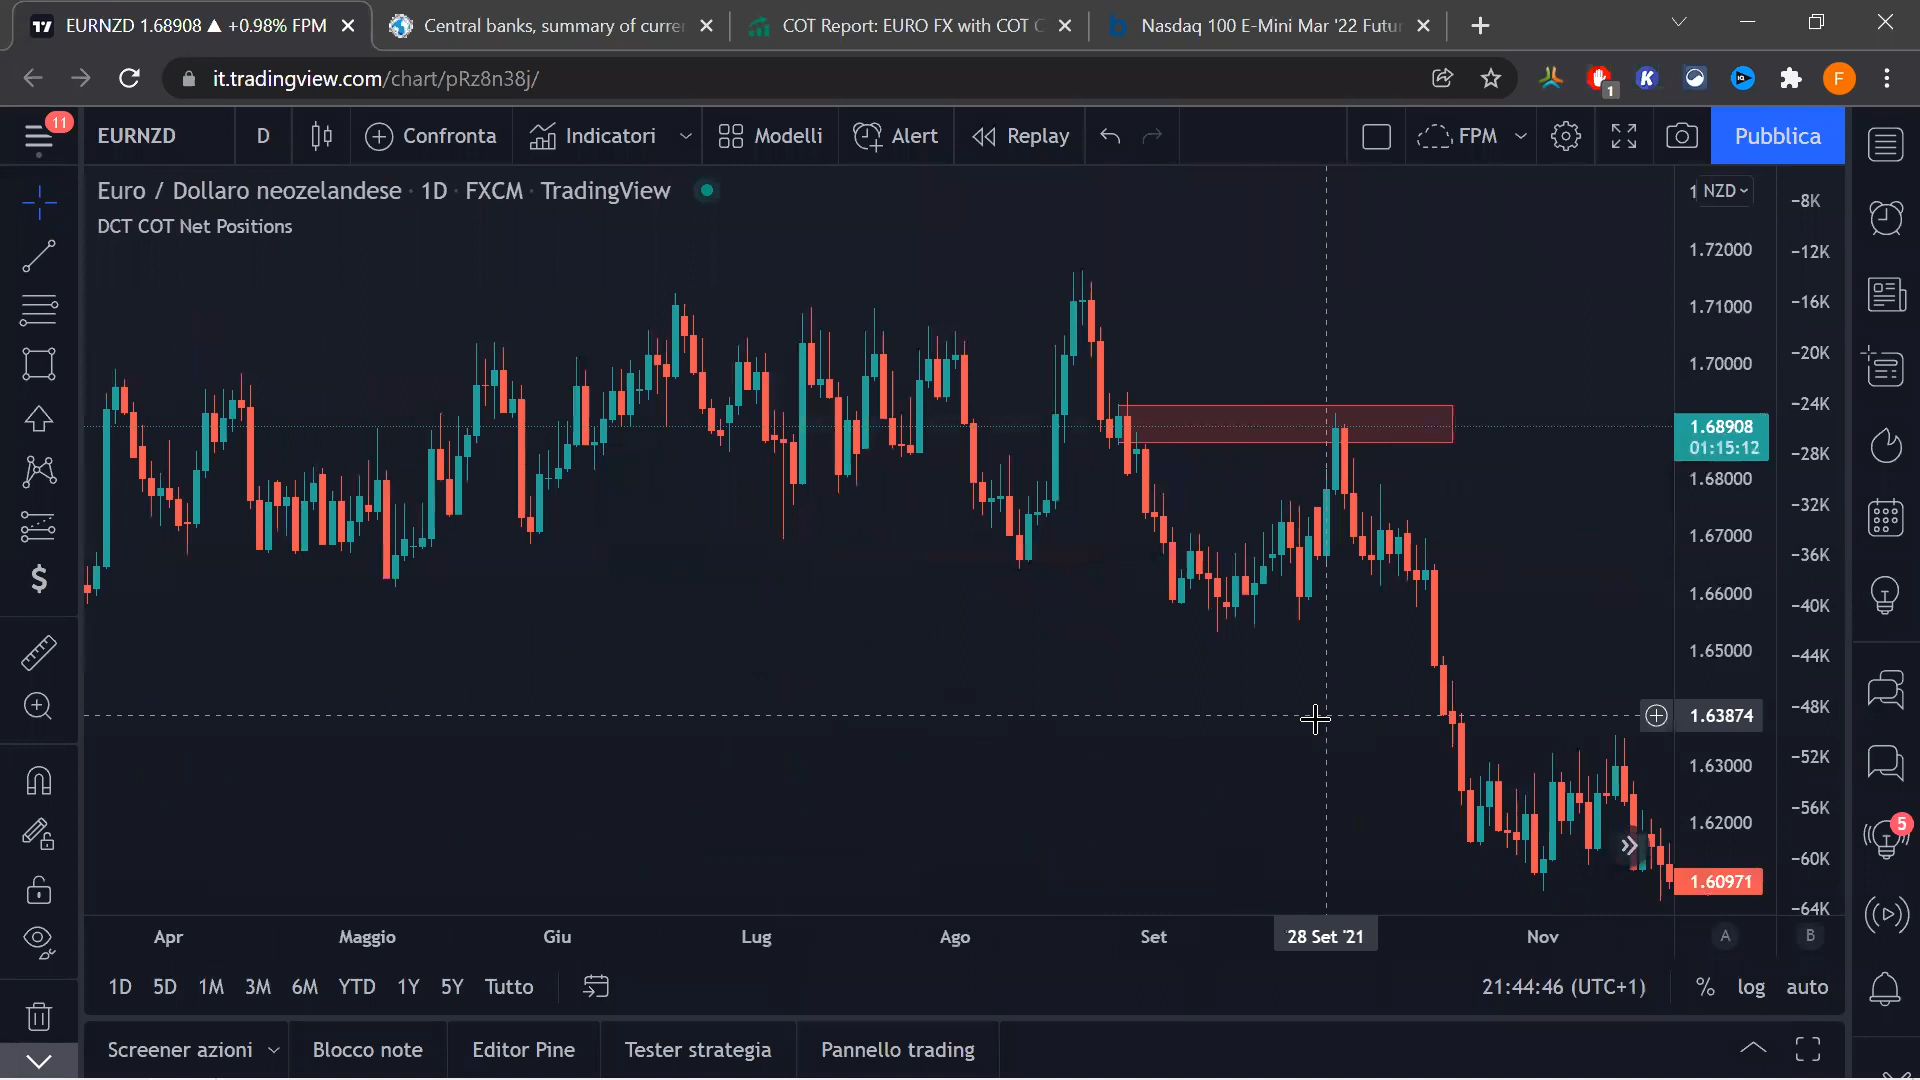 EURNZD 1.68908 ▲ +0.98% FPM
Central banks, summary of currer
COT Report: EURO FX with COT C
Nasdaq 100 E-Mini Mar '22 Futur
it.tradingview.com/chart/pRz8n38j/
1
F
11
EURNZD
D
Confronta
Indicatori
Modelli
Alert
Replay
FPM
Pubblica
Euro / Dollaro neozelandese · 1D · FXCM · TradingView
DCT COT Net Positions
NZD
1.72000
1.71000
1.70000
1.68908
01:15:12
1.68000
1.67000
1.66000
1.65000
1.63874
1.63000
1.62000
1.60971
−8K
−12K
−16K
−20K
−24K
−28K
−32K
−36K
−40K
−44K
−48K
−52K
−56K
−60K
−64K
5
Apr
Maggio
Giu
Lug
Ago
Set
28 Set '21
Nov
A
B
1D 5D 1M 3M 6M YTD 1Y 5Y Tutto
21:44:46 (UTC+1)
% log auto
Screener azioni
Blocco note
Editor Pine
Tester strategia
Pannello trading